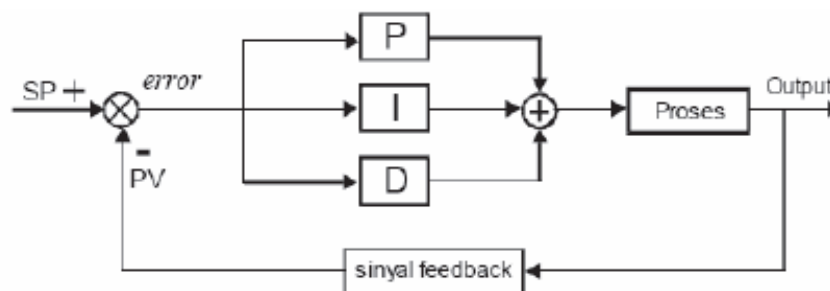 P
error
SP +
I
+
Proses
Output
-
PV
D
sinyal feedback